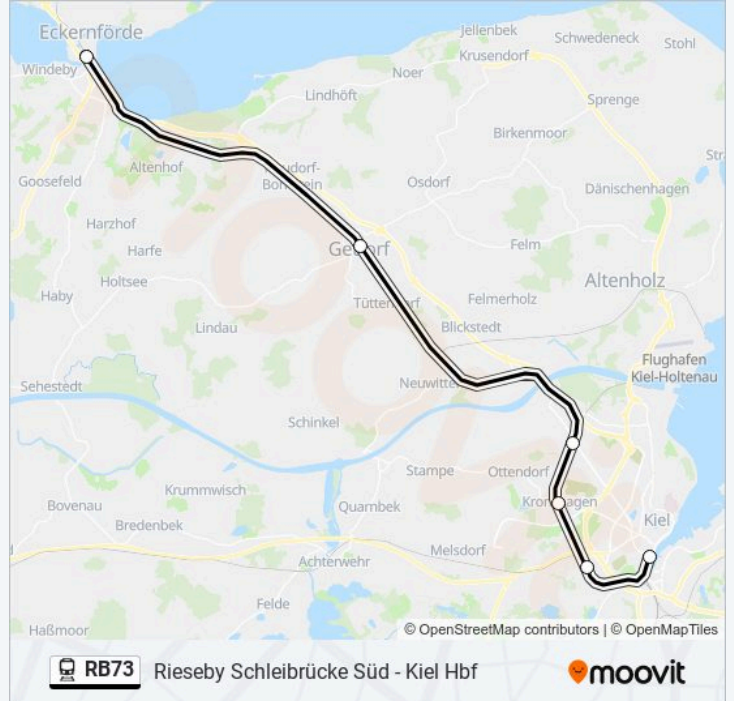 Eckernförde
Jellenbek
Schwedeneck
Stohl
Krusendorf
Windeby
Noer
Lindhöft
Sprenge
Birkenmoor
Altenhof
Goosefeld
Osdorf
Dänischenhagen
Harzhof
Felm
Harfe
Holtsee
Altenholz
Haby
Felmerholz
Lindau
Blickstedt
Flughafen
Kiel-Holtenau
Sehestedt
Schinkel
Stampe
Ottendorf
Krummwisch
Bovenau
Quarnbek
Kiel
Bredenbek
Melsdorf
Achterwehr
Felde
Haßmoor
© OpenStreetMap contributors | © OpenMapTiles
RB73
Rieseby Schleibrücke Süd - Kiel Hbf
moovit